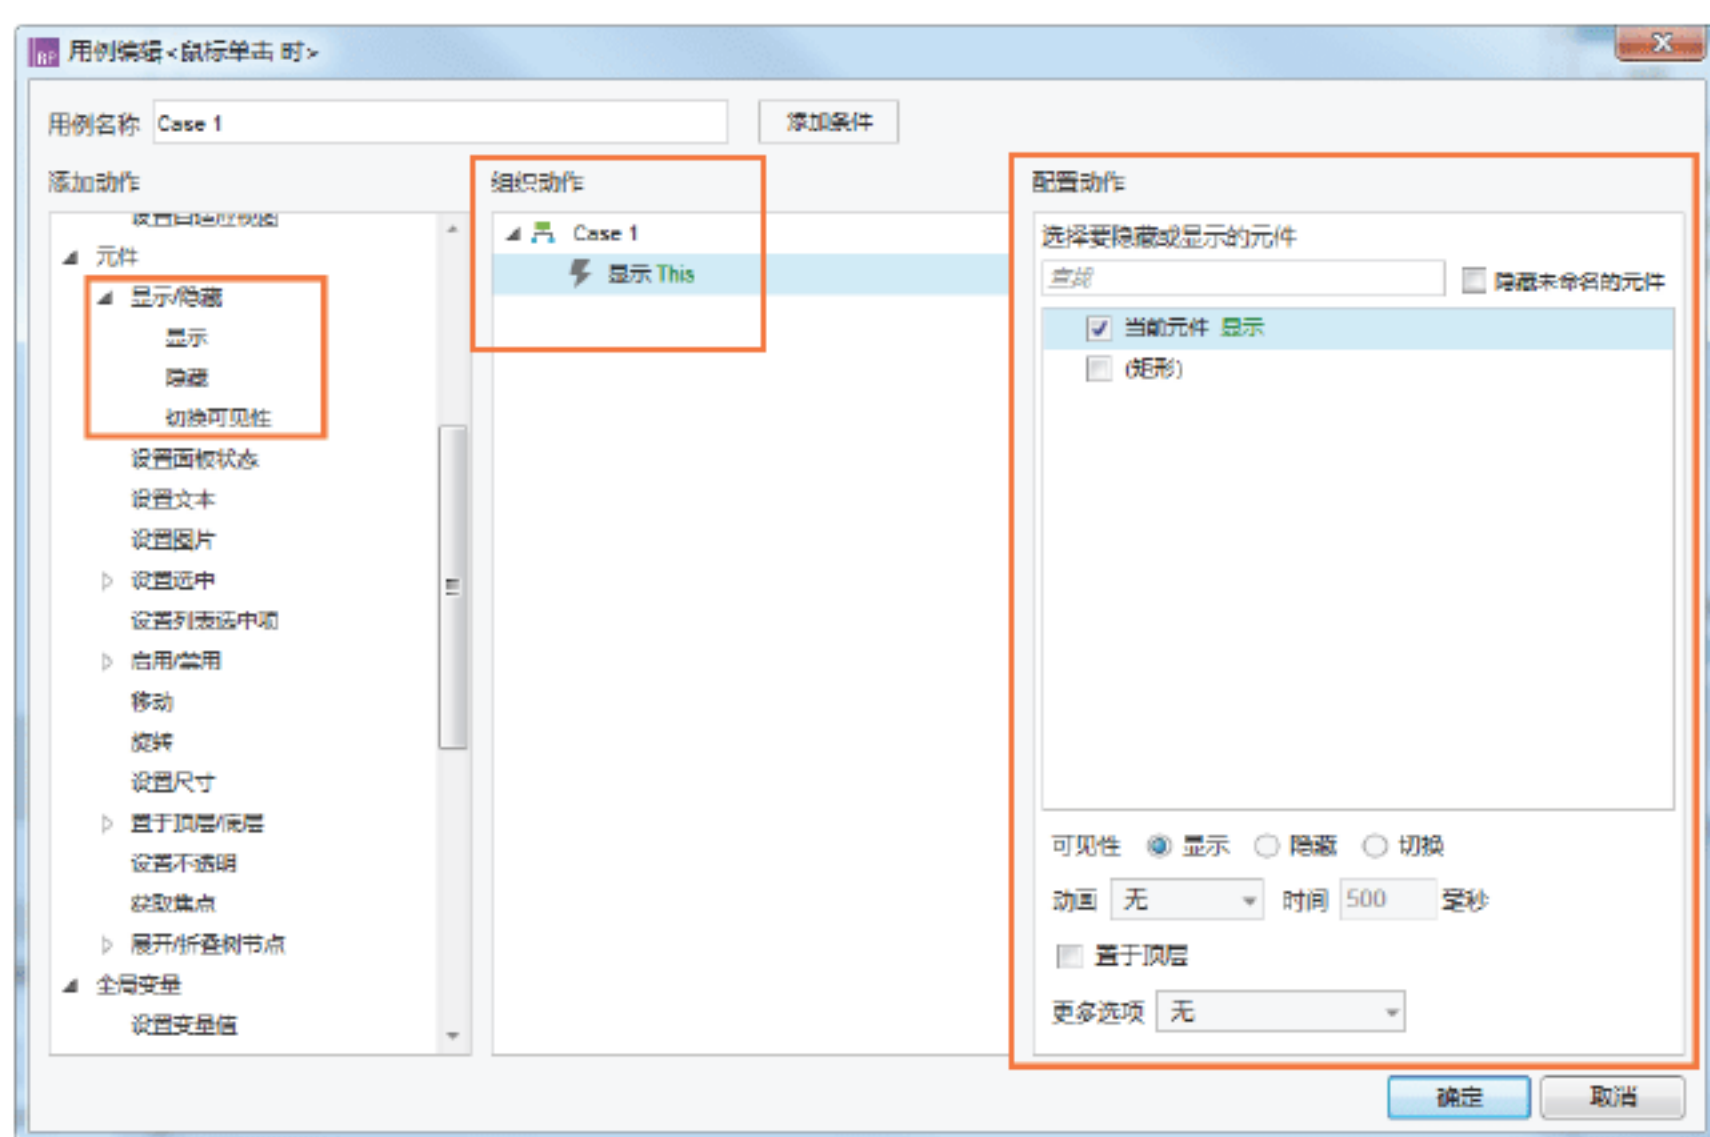 RP 用例编辑<鼠标单击 时>
用例名称 Case 1 添加条件
添加动作
设置自适应视图
元件
显示/隐藏
显示
隐藏
切换可见性
设置面板状态
设置文本
设置图片
设置选中
设置列表选中项
启用/禁用
移动
旋转
设置尺寸
置于顶层/底层
设置不透明
获取焦点
展开/折叠树节点
全局变量
设置变量值
组织动作
Case 1
显示 This
配置动作
选择要隐藏或显示的元件
查找 隐藏未命名的元件
当前元件 显示
(矩形)
可见性 显示 隐藏 切换
动画 无 时间 500 毫秒
置于顶层
更多选项 无
确定 取消